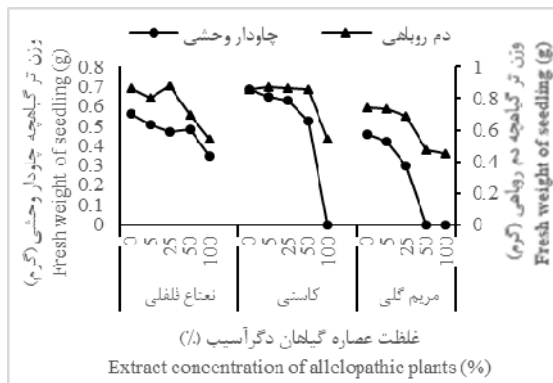 چاودار وحشی
دم روباهی
وزن تر گیاهچه چاودار وحشی (گرم)
Fresh weight of seedling (g)
0.8
0.7
0.6
0.5
0.4
0.3
0.2
0.1
0
1
0.8
0.6
0.4
0.2
0
وزن تر گیاهچه دم روباهی (گرم)
Fresh weight of seedling (g)
0 5 25 50 100 0 5 25 50 100 0 5 25 50 100
نعناع فلفلی
کاسنی
مریم گلی
غلظت عصاره گیاهان دگرآسیب (%)
Extract concentration of allelopathic plants (%)